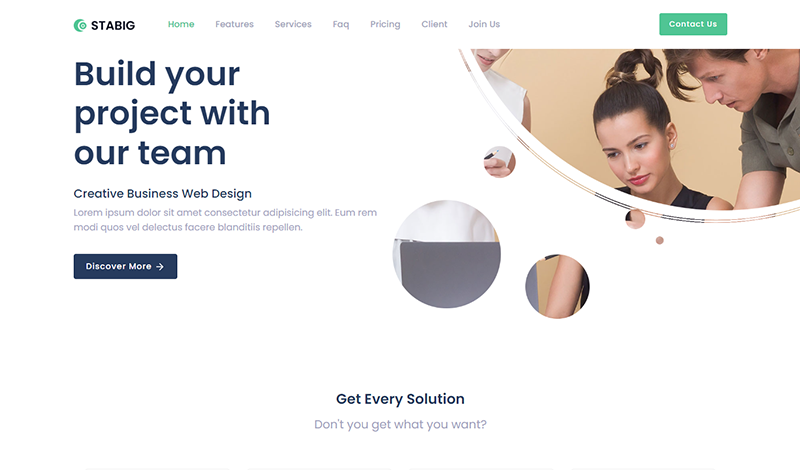 STABIG
Home Features Services Faq Pricing Client Join Us
Contact Us
Build your
project with
our team
Creative Business Web Design
Lorem ipsum dolor sit amet consectetur adipisicing elit. Eum rem
modi quos vel delectus facere blanditiis repellen.
Discover More →
Get Every Solution
Don't you get what you want?